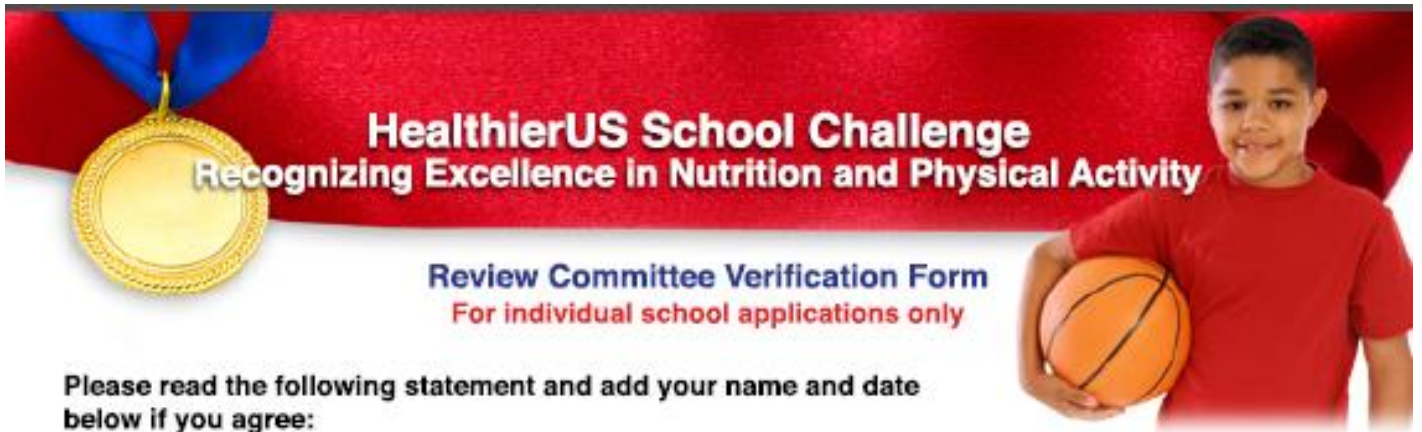 HealthierUS School Challenge
Recognizing Excellence in Nutrition and Physical Activity
Review Committee Verification Form
For individual school applications only
Please read the following statement and add your name and date
below if you agree: